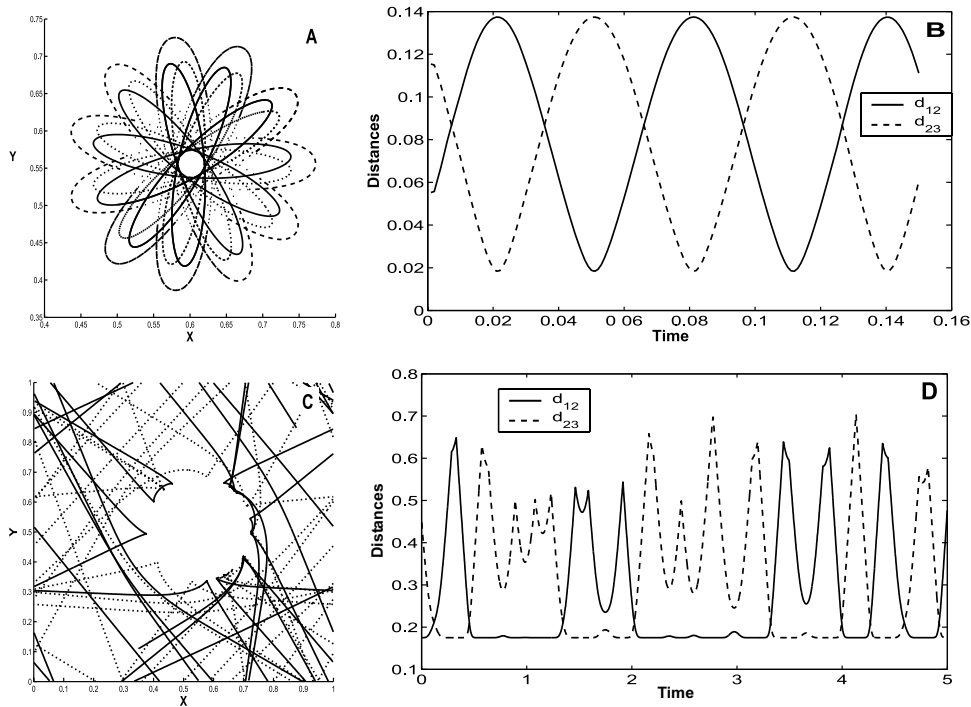 A
0.75
0.7
0.65
0.6
0.55
0.5
0.45
0.4
0.35
Y
0.4 0.45 0.5 0.55 0.6 0.65 0.7 0.75 0.8
X
B
0.14
0.12
0.1
0.08
0.06
0.04
0.02
0
Distances
d12
d23
0 0.02 0.04 0 06 0.08 0.1 0.12 0.14 0.16
Time
C
1
0.9
0.8
0.7
0.6
0.5
0.4
0.3
0.2
0.1
0
Y
0 0.1 0.2 0.3 0.4 0.5 0.6 0.7 0.8 0.9 1
X
D
0.8
0.7
0.6
0.5
0.4
0.3
0.2
0.1
Distances
d12
d23
0 1 2 3 4 5
Time